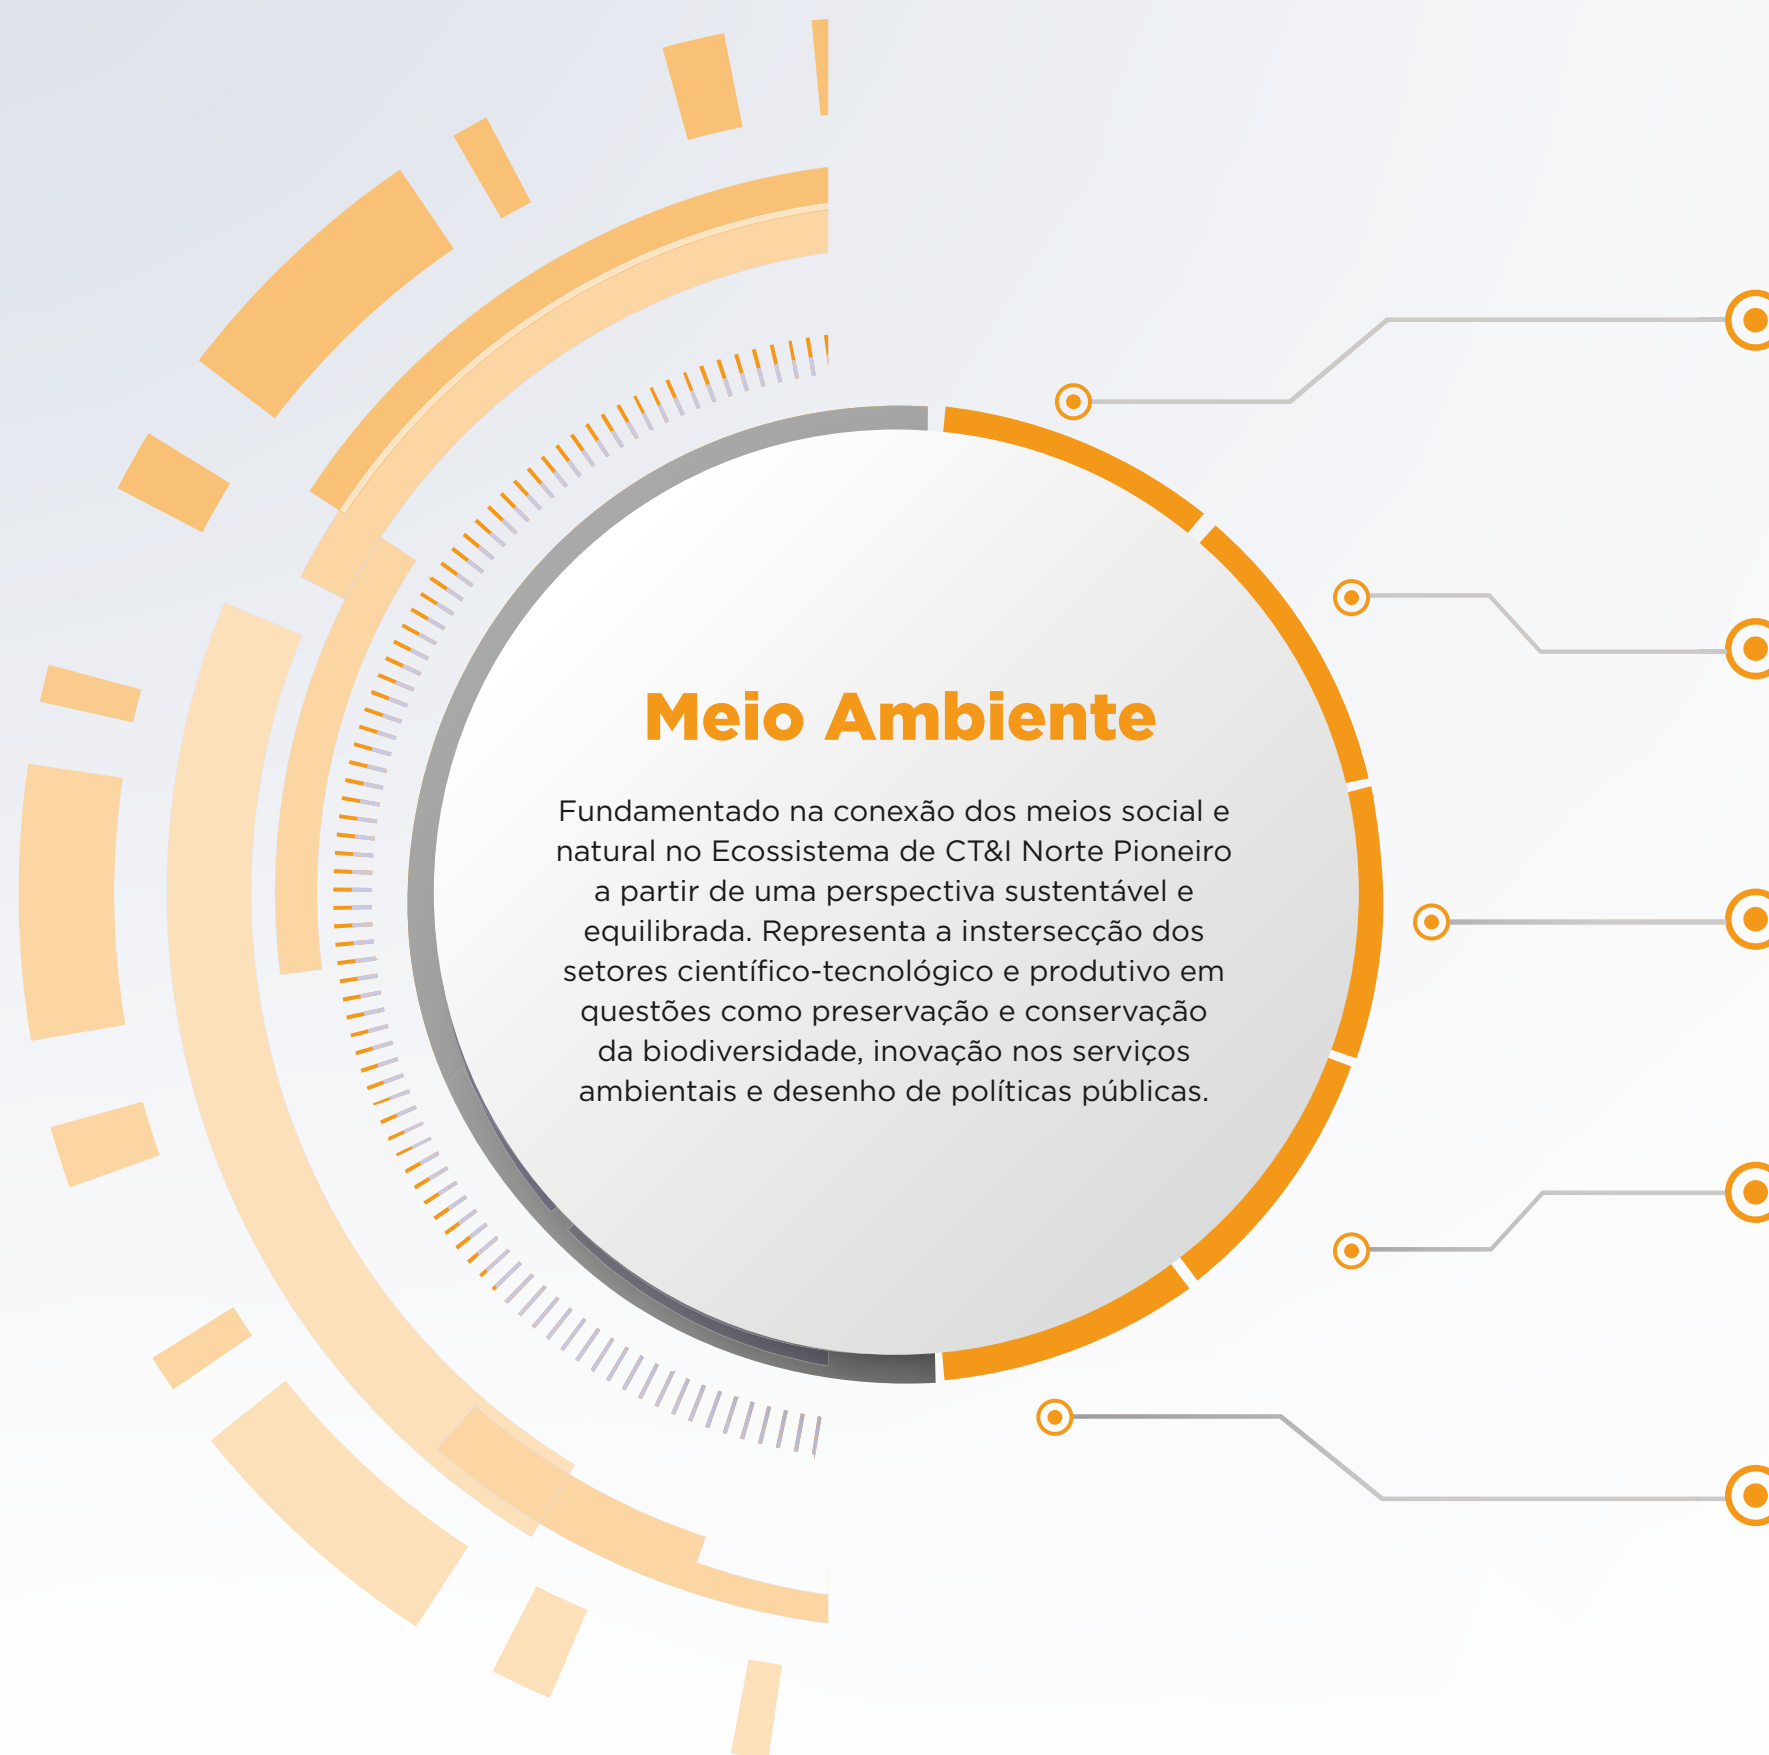 Meio Ambiente
Fundamentado na conexão dos meios social e
natural no Ecossistema de CT&I Norte Pioneiro
a partir de uma perspectiva sustentável e
equilibrada. Representa a instersecção dos
setores científico-tecnológico e produtivo em
questões como preservação e conservação
da biodiversidade, inovação nos serviços
ambientais e desenho de políticas públicas.